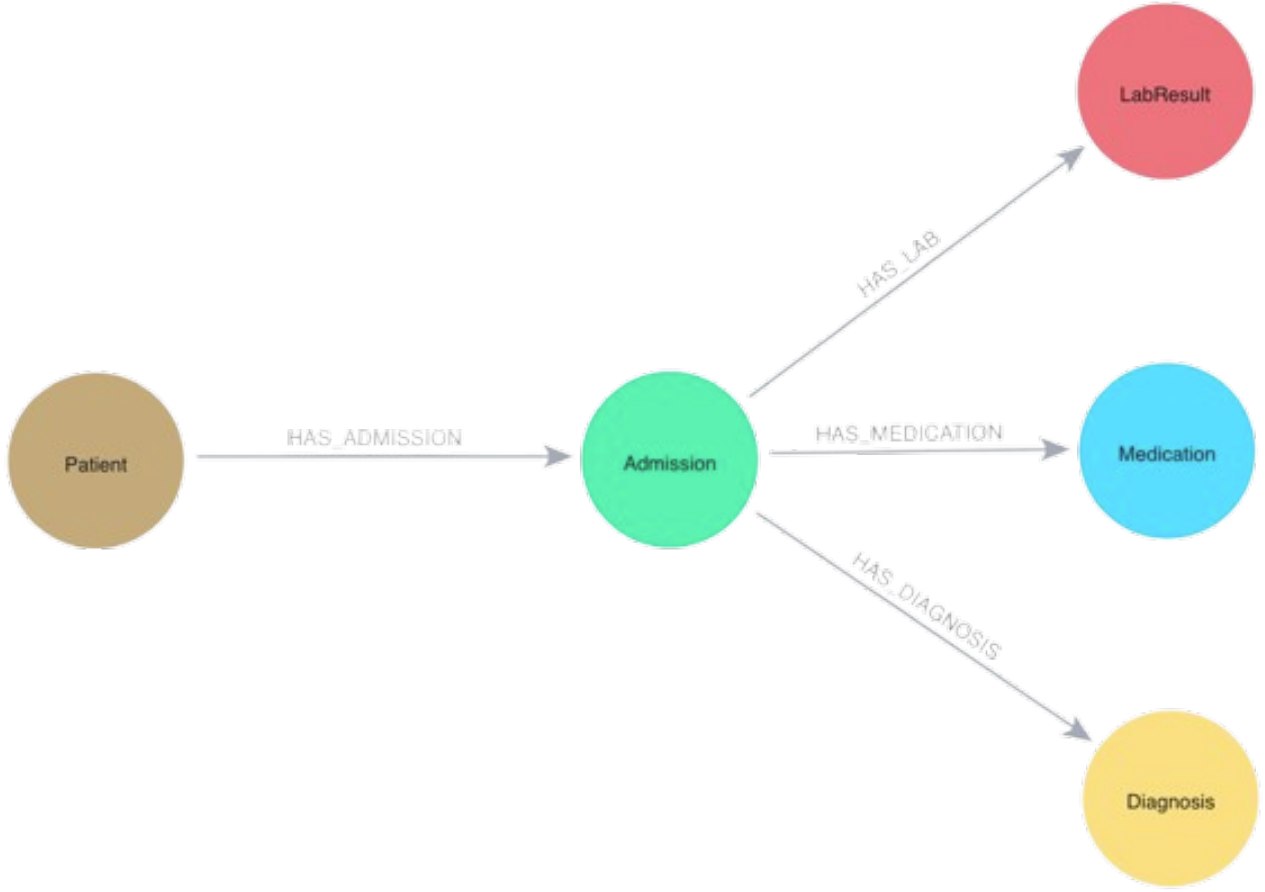 LabResult
HAS_LAB
Patient
HAS_ADMISSION
Admission
HAS_MEDICATION
Medication
HAS_DIAGNOSIS
Diagnosis